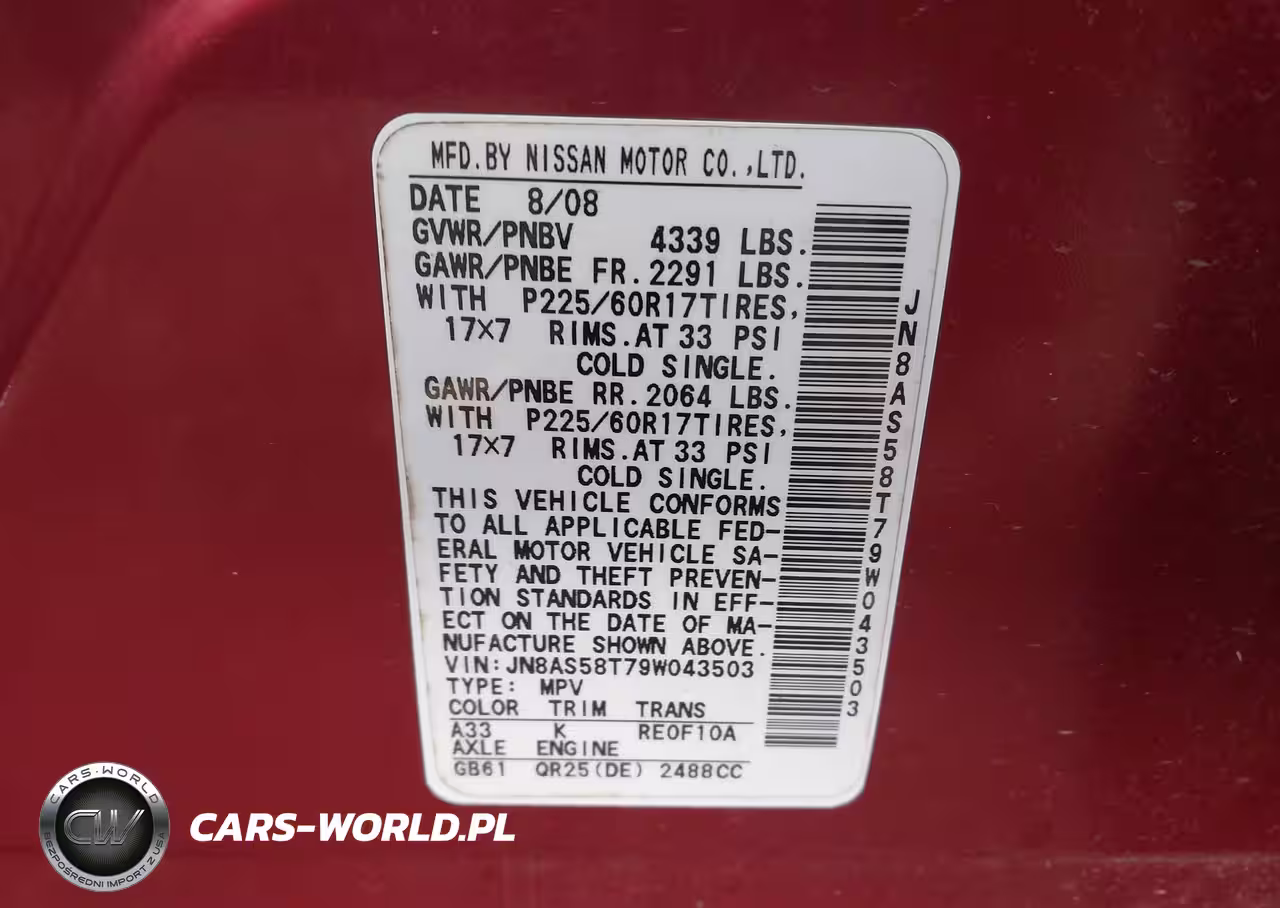 MFD.BY NISSAN MOTOR CO.,LTD.
DATE 8/08
GVWR/PNBV 4339 LBS.
GAWR/PNBE FR.2291 LBS.
WITH P225/60R17TIRES,
17×7 RIMS.AT 33 PSI
COLD SINGLE.
GAWR/PNBE RR.2064 LBS.
WITH P225/60R17TIRES,
17×7 RIMS.AT 33 PSI
COLD SINGLE.
THIS VEHICLE CONFORMS
TO ALL APPLICABLE FED-
ERAL MOTOR VEHICLE SA-
FETY AND THEFT PREVEN-
TION STANDARDS IN EFF-
ECT ON THE DATE OF MA-
NUFACTURE SHOWN ABOVE.
VIN:JN8AS58T79W043503
TYPE: MPV
COLOR TRIM TRANS
A33 K RE0F10A
AXLE ENGINE
GB61 QR25(DE) 2488CC
JN8AS58T79W043503
CARS-WORLD
CW
BEZPOŚREDNI IMPORT Z USA
CARS-WORLD.PL